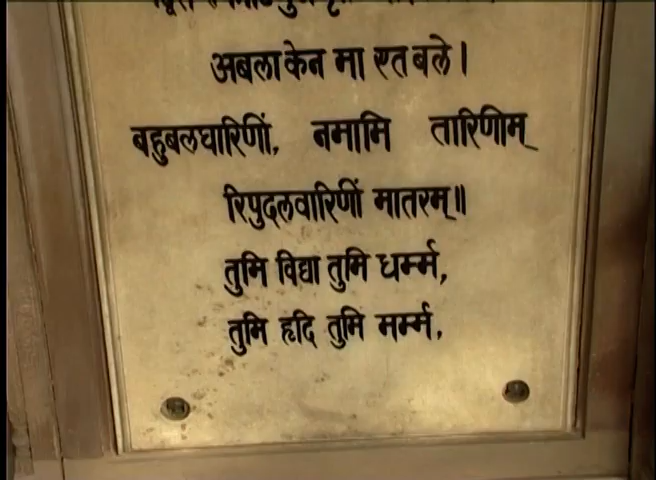 अबला केन मा एत बले।
बहुबलधारिणीं, नमामि तारिणीम्
रिपुदलवारिणीं मातरम्॥
तुमि विद्या तुमि धर्म्म,
तुमि हृदि तुमि मर्म्म,